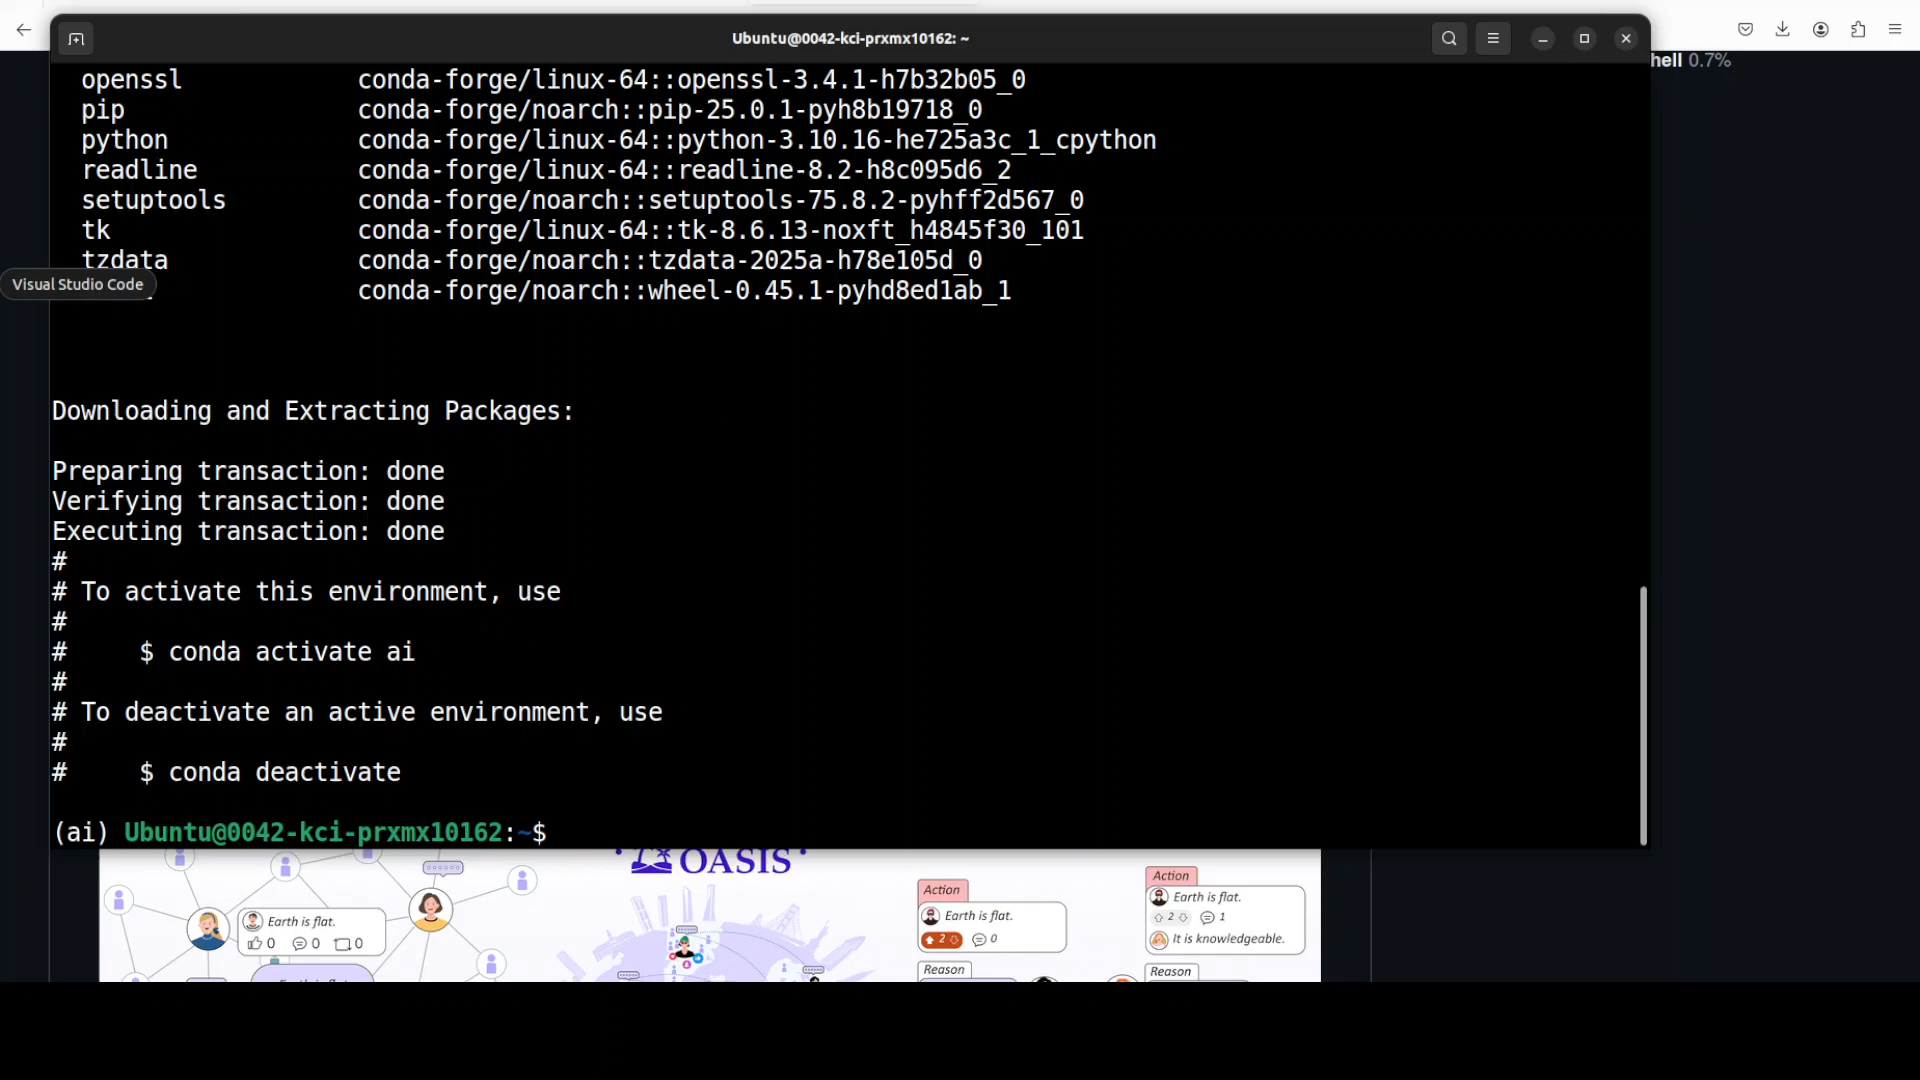 Ubuntu@0042-kci-prxmx10162: ~
hell 0.7%
openssl conda-forge/linux-64::openssl-3.4.1-h7b32b05_0
pip conda-forge/noarch::pip-25.0.1-pyh8b19718_0
python conda-forge/linux-64::python-3.10.16-he725a3c_1_cpython
readline conda-forge/linux-64::readline-8.2-h8c095d6_2
setuptools conda-forge/noarch::setuptools-75.8.2-pyhff2d567_0
tk conda-forge/linux-64::tk-8.6.13-noxft_h4845f30_101
tzdata conda-forge/noarch::tzdata-2025a-h78e105d_0
Visual Studio Code
conda-forge/noarch::wheel-0.45.1-pyhd8ed1ab_1
Downloading and Extracting Packages:
Preparing transaction: done
Verifying transaction: done
Executing transaction: done
#
# To activate this environment, use
#
#     $ conda activate ai
#
# To deactivate an active environment, use
#
#     $ conda deactivate
(ai) Ubuntu@0042-kci-prxmx10162:~$
OASIS
Earth is flat.
0 0 0
Action
Earth is flat.
2 0
Reason
Action
Earth is flat.
2 1
It is knowledgeable.
Reason